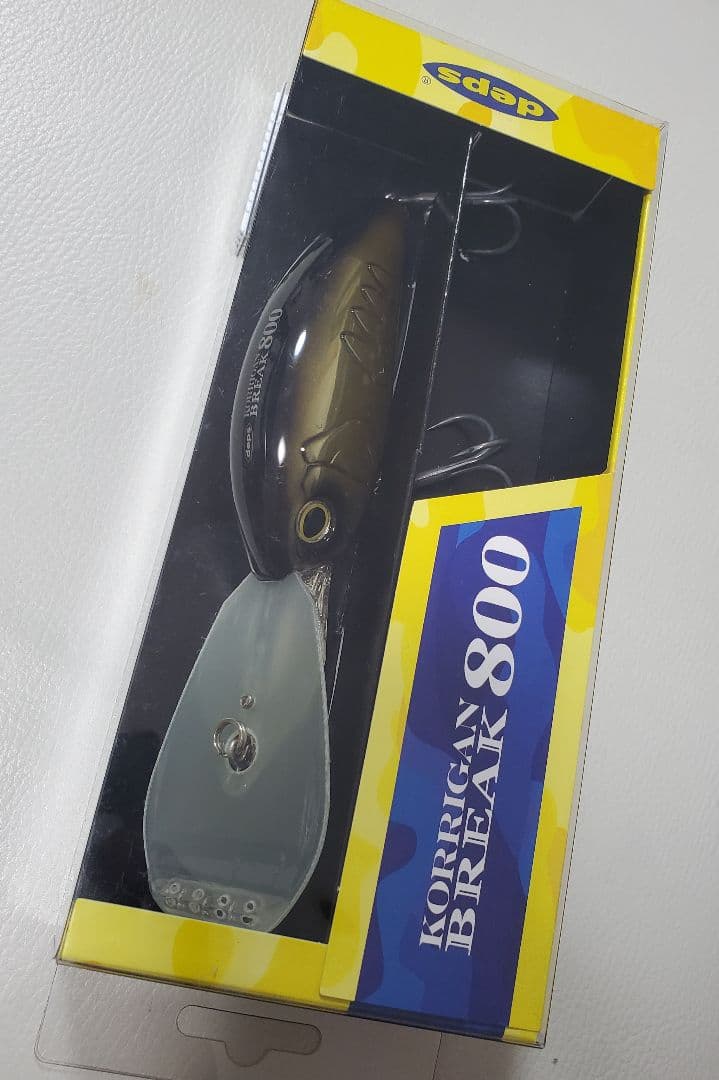 deps®
KORRIGAN
BREAK 800
deps
KORRIGAN
BREAK 800